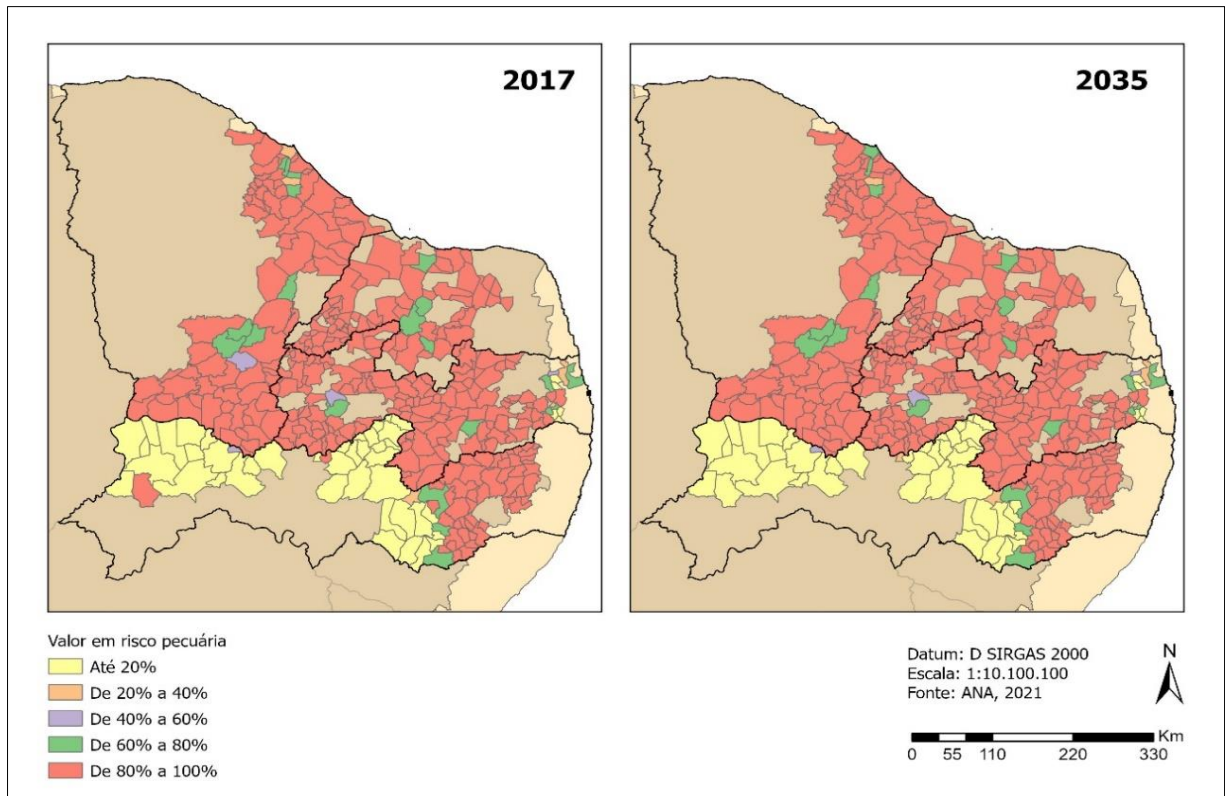 2017
2035
Valor em risco pecuária
Até 20%
De 20% a 40%
De 40% a 60%
De 60% a 80%
De 80% a 100%
Datum: D SIRGAS 2000
Escala: 1:10.100.100
Fonte: ANA, 2021
N
Km
0 55 110 220 330